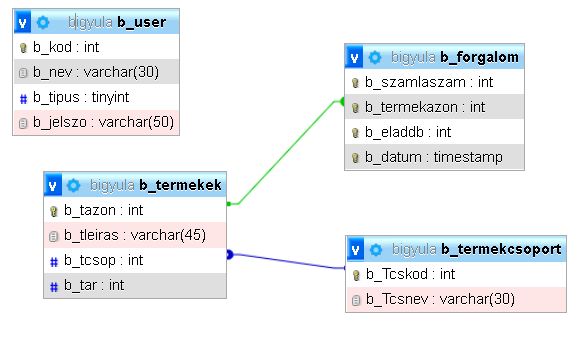 v bigyula b_user
b_kod : int
b_nev : varchar(30)
# b_tipus : tinyint
b_jelszo : varchar(50)
v bigyula b_forgalom
b_szamlaszam : int
b_termekazon : int
b_eladdb : int
b_datum : timestamp
v bigyula b_termekek
b_tazon : int
b_tleiras : varchar(45)
# b_tcsop : int
# b_tar : int
v bigyula b_termekcsoport
b_Tcskod : int
b_Tcsnev : varchar(30)